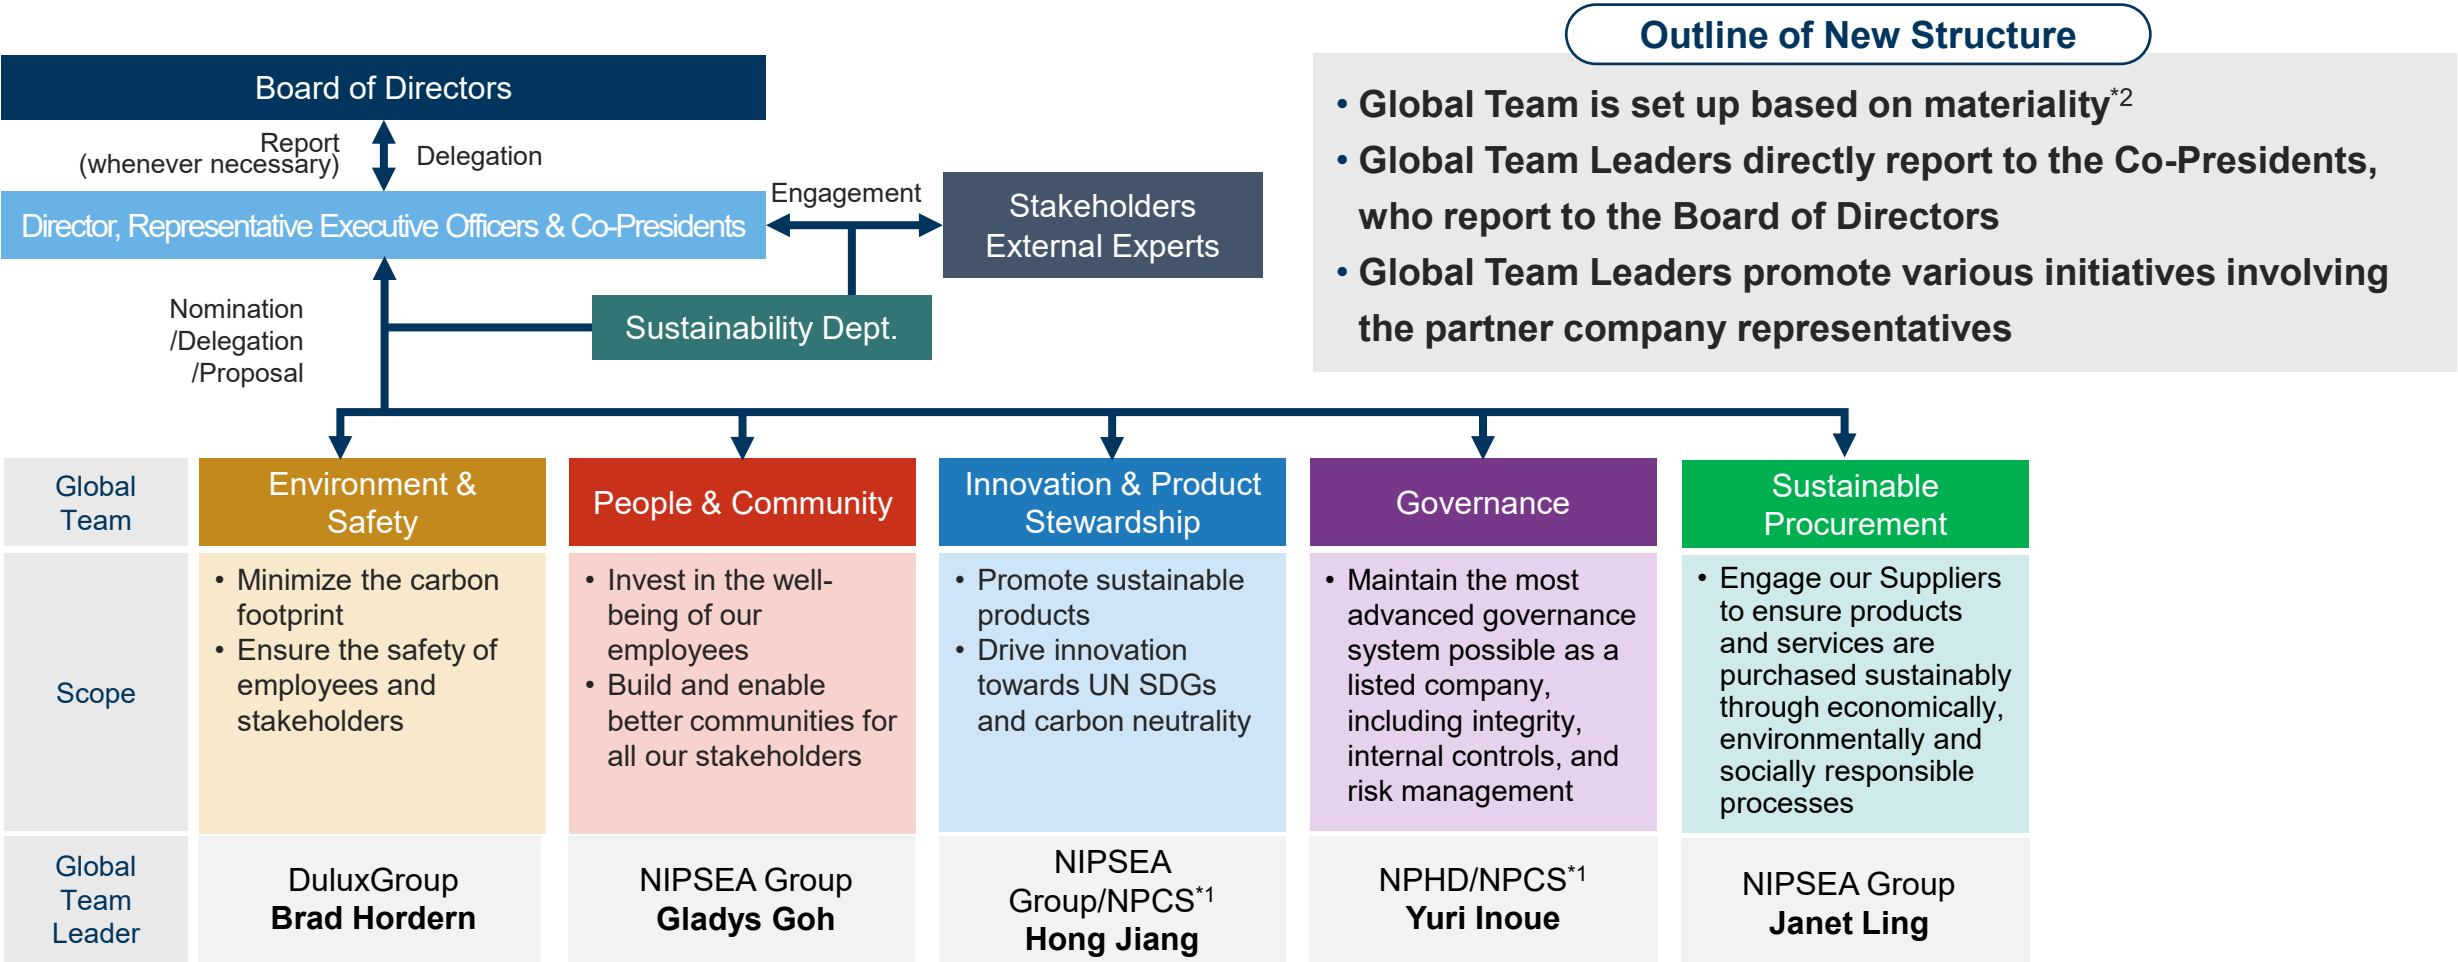 Outline of New Structure
• Global Team is set up based on materiality*2
• Global Team Leaders directly report to the Co-Presidents,
who report to the Board of Directors
• Global Team Leaders promote various initiatives involving
the partner company representatives
Board of Directors
Report
(whenever necessary)
Delegation
Director, Representative Executive Officers & Co-Presidents
Engagement
Stakeholders
External Experts
Nomination
/Delegation
/Proposal
Sustainability Dept.
Global
Team
Environment &
Safety
People & Community
Innovation & Product
Stewardship
Governance
Sustainable
Procurement
Scope
• Minimize the carbon
footprint
• Ensure the safety of
employees and
stakeholders
• Invest in the well-
being of our
employees
• Build and enable
better communities for
all our stakeholders
• Promote sustainable
products
• Drive innovation
towards UN SDGs
and carbon neutrality
• Maintain the most
advanced governance
system possible as a
listed company,
including integrity,
internal controls, and
risk management
• Engage our Suppliers
to ensure products
and services are
purchased sustainably
through economically,
environmentally and
socially responsible
processes
Global
Team
Leader
DuluxGroup
Brad Hordern
NIPSEA Group
Gladys Goh
NIPSEA
Group/NPCS*1
Hong Jiang
NPHD/NPCS*1
Yuri Inoue
NIPSEA Group
Janet Ling